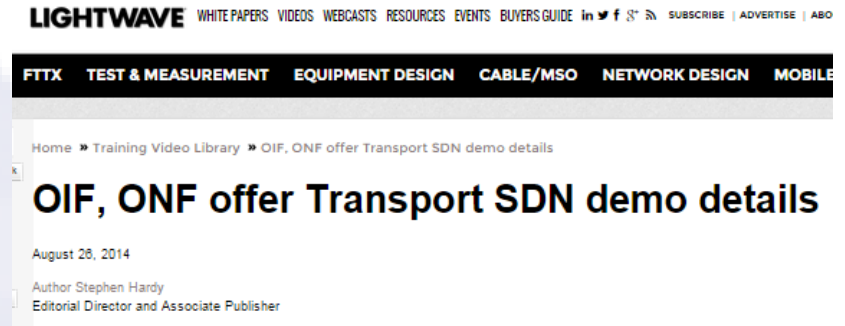 LIGHTWAVE WHITE PAPERS VIDEOS WEBCASTS RESOURCES EVENTS BUYERS GUIDE in f g+ SUBSCRIBE | ADVERTISE | ABO
FTTX TEST & MEASUREMENT EQUIPMENT DESIGN CABLE/MSO NETWORK DESIGN MOBILE
Home » Training Video Library » OIF, ONF offer Transport SDN demo details
k
OIF, ONF offer Transport SDN demo details
August 26, 2014
Author Stephen Hardy
Editorial Director and Associate Publisher